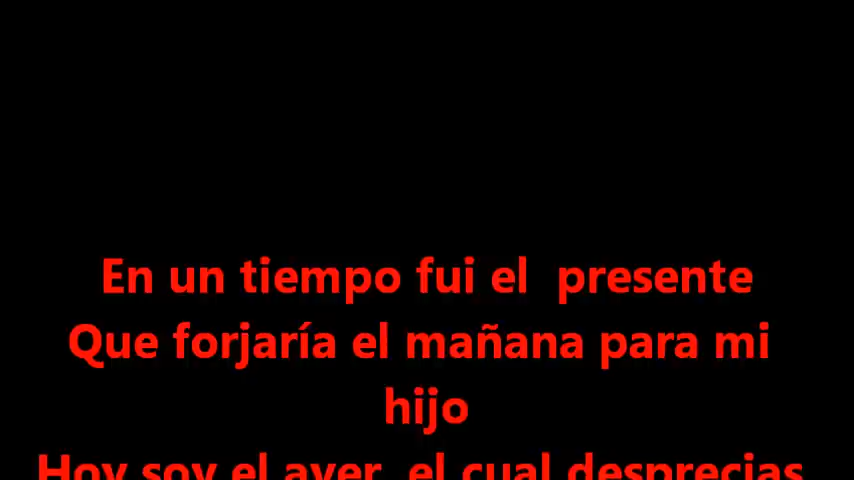 En un tiempo fui el  presente
Que forjaría el mañana para mi
hijo
Hoy soy el ayer  el cual desprecias